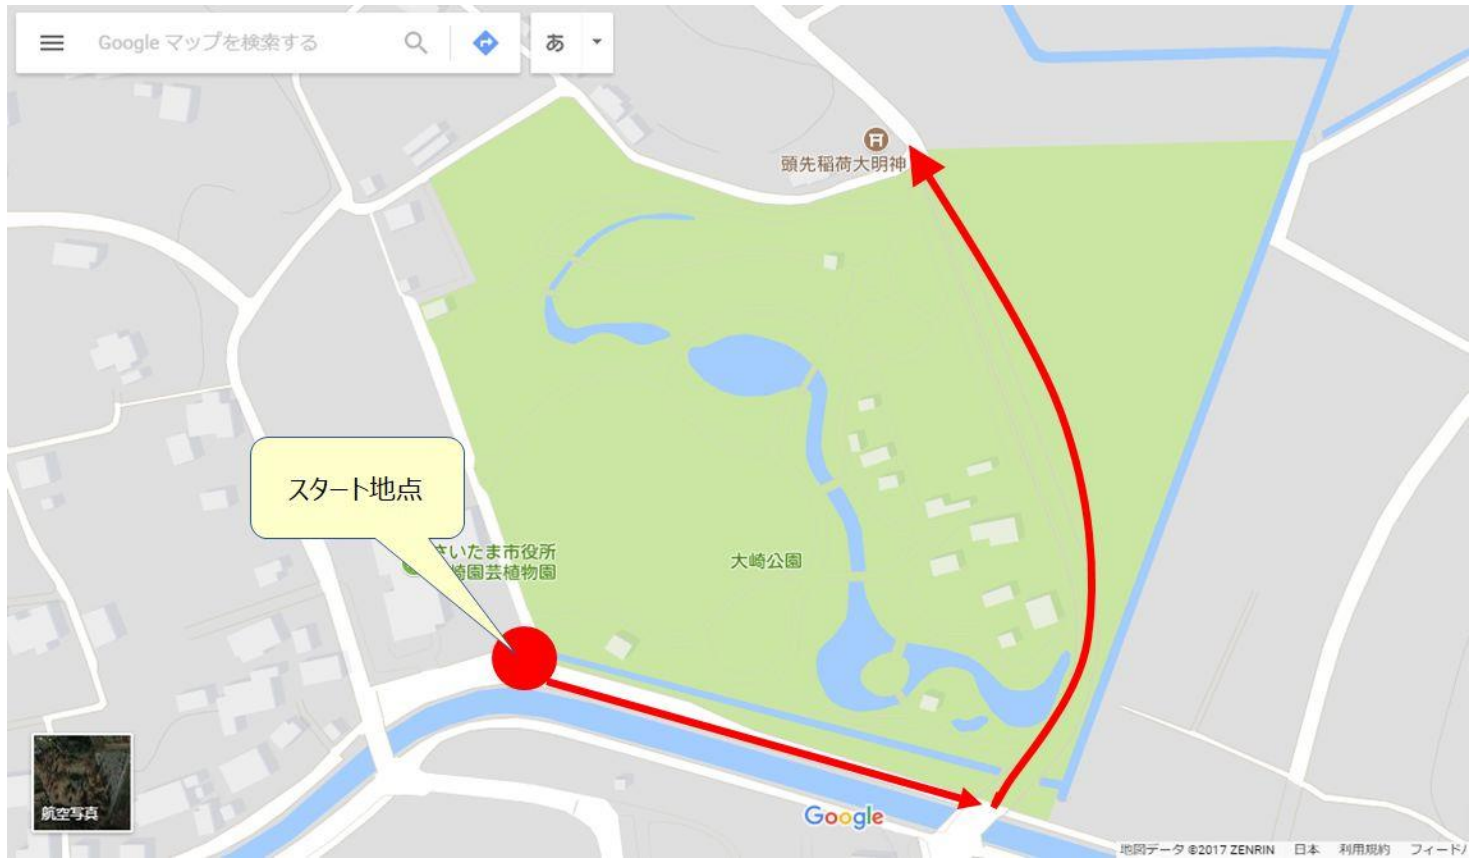 Google マップを検索する
あ
頭先稲荷大明神
スタート地点
さいたま市役所
崎園芸植物園
大崎公園
航空写真
Google
地図データ ©2017 ZENRIN 日本 利用規約